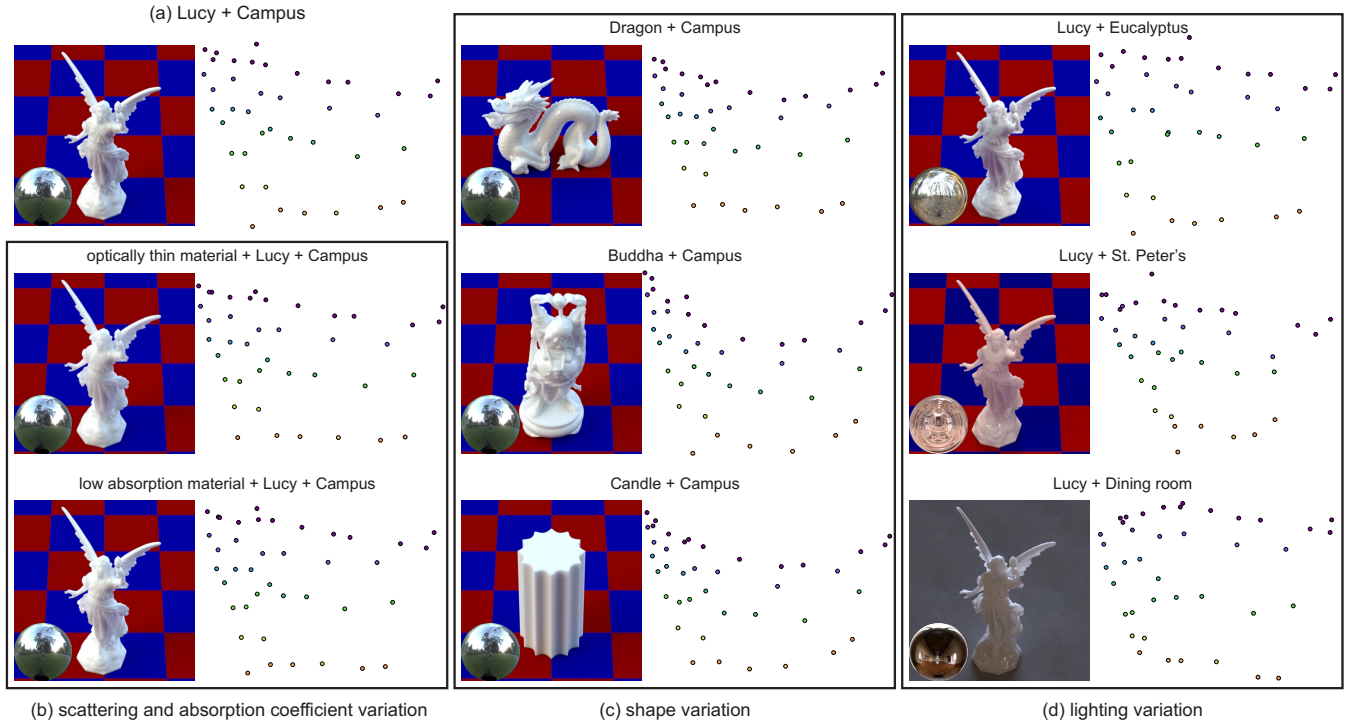 (a) Lucy + Campus
optically thin material + Lucy + Campus
low absorption material + Lucy + Campus
(b) scattering and absorption coefficient variation
Dragon + Campus
Buddha + Campus
Candle + Campus
(c) shape variation
Lucy + Eucalyptus
Lucy + St. Peter's
Lucy + Dining room
(d) lighting variation